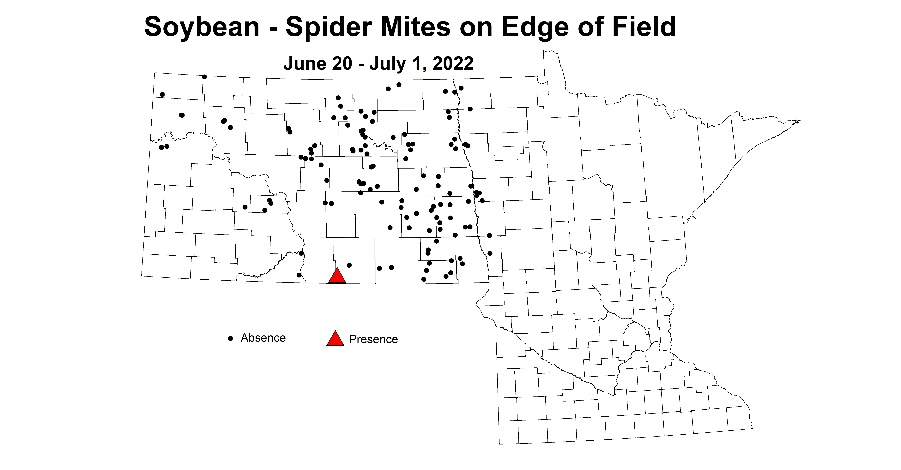 Soybean - Spider Mites on Edge of Field
June 20 - July 1, 2022
Absence
Presence